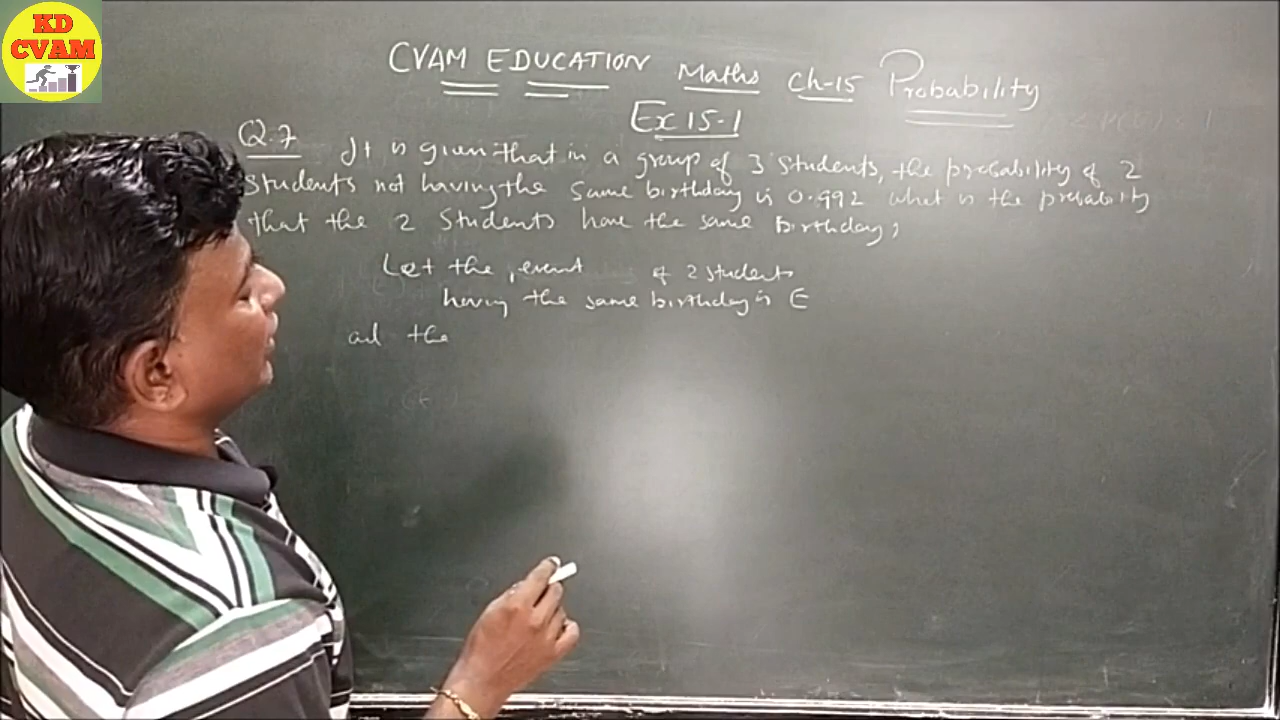 KD
CVAM
CVAM EDUCATION Maths Ch-15 Probability
Ex 15.1
Q.7 It is given that in a group of 3 students, the probability of 2
students not having the same birthday is 0.992 what is the probability
that the 2 students have the same birthday;
Let the event of 2 student
having the same birthday is E
and the